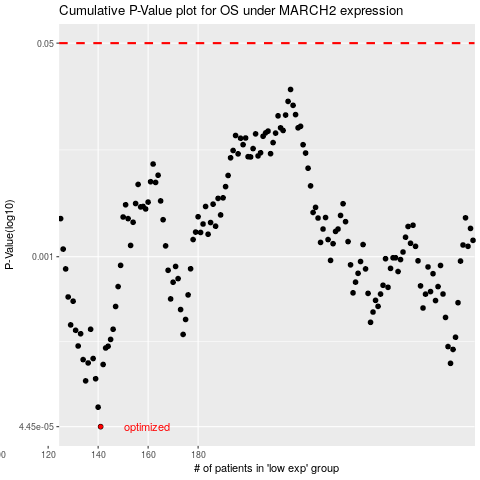 Cumulative P-Value plot for OS under MARCH2 expression
0.05
P-Value(log10)
0.001
4.45e-05
optimized
00 120 140 160 180
# of patients in 'low exp' group